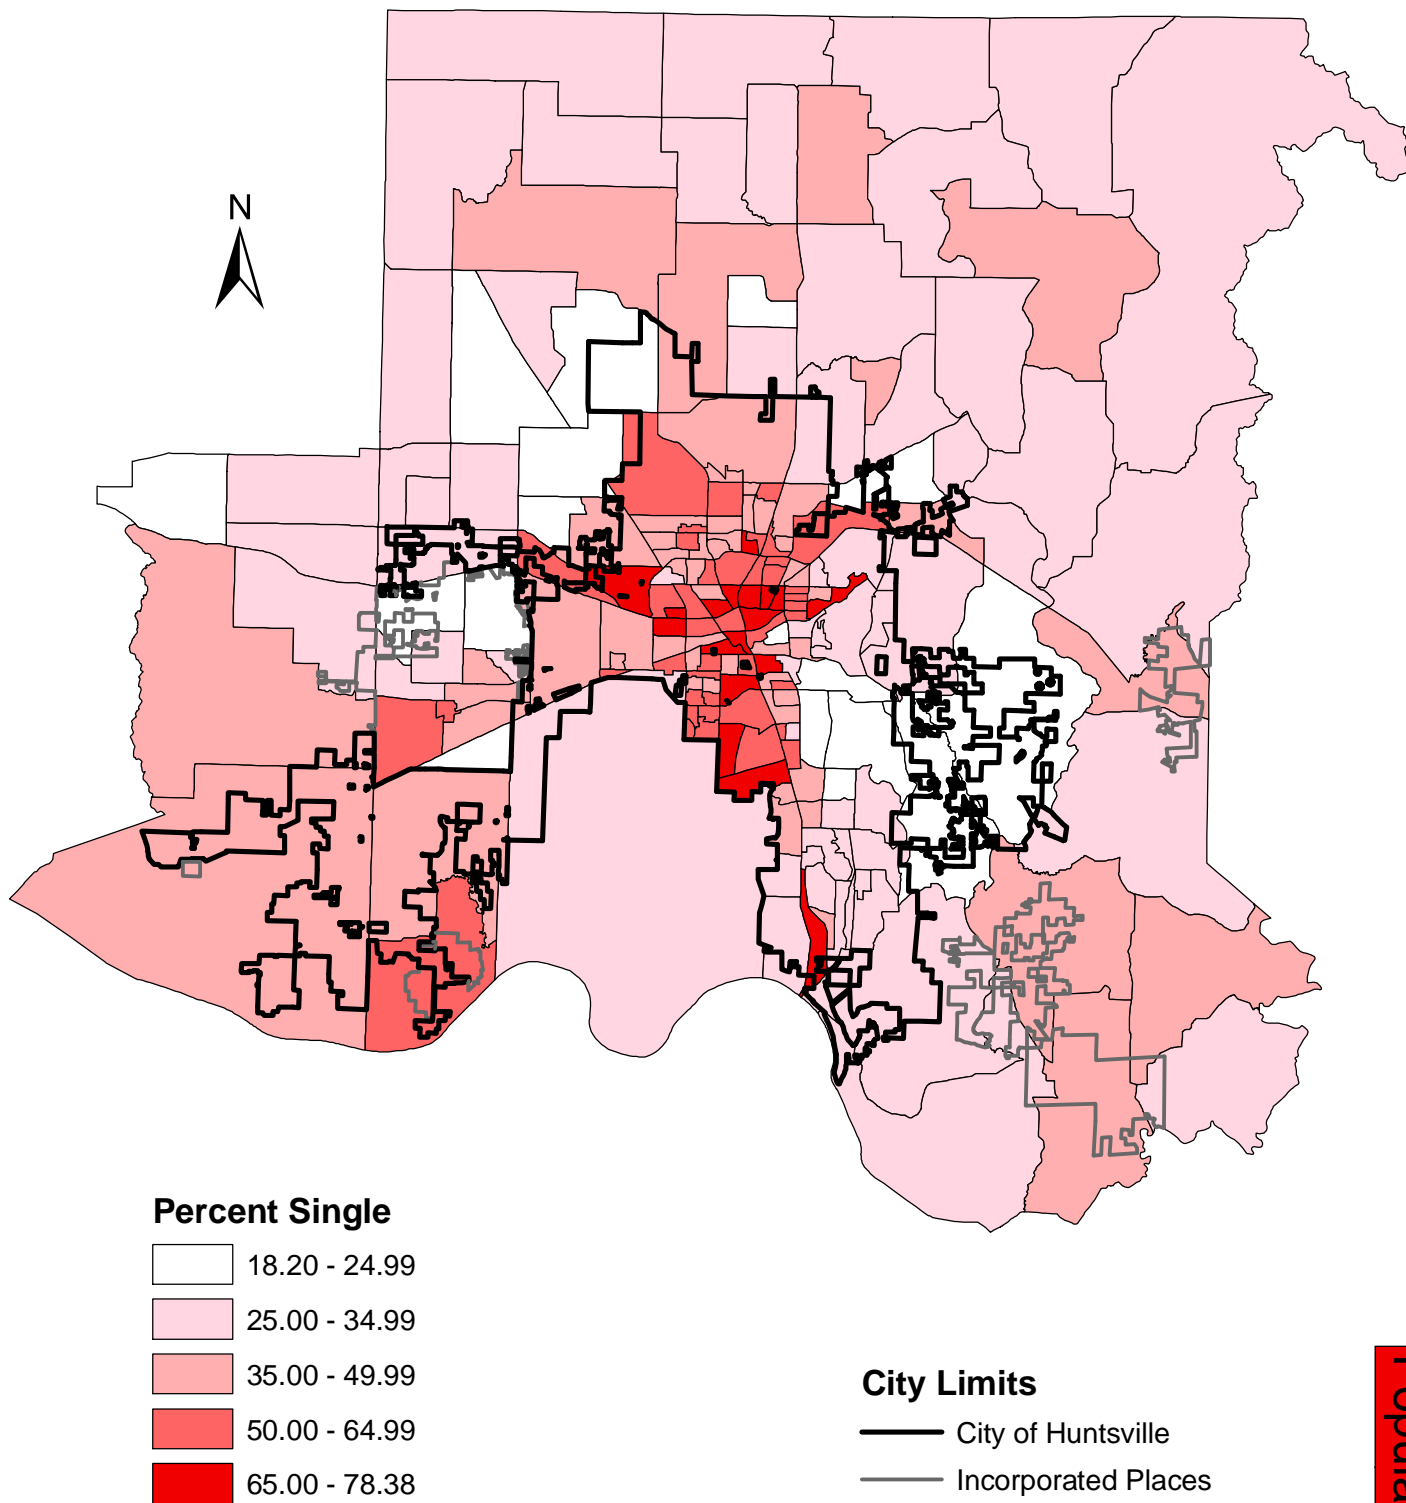 N
Percent Single
18.20 - 24.99
25.00 - 34.99
35.00 - 49.99
50.00 - 64.99
65.00 - 78.38
City Limits
City of Huntsville
Incorporated Places